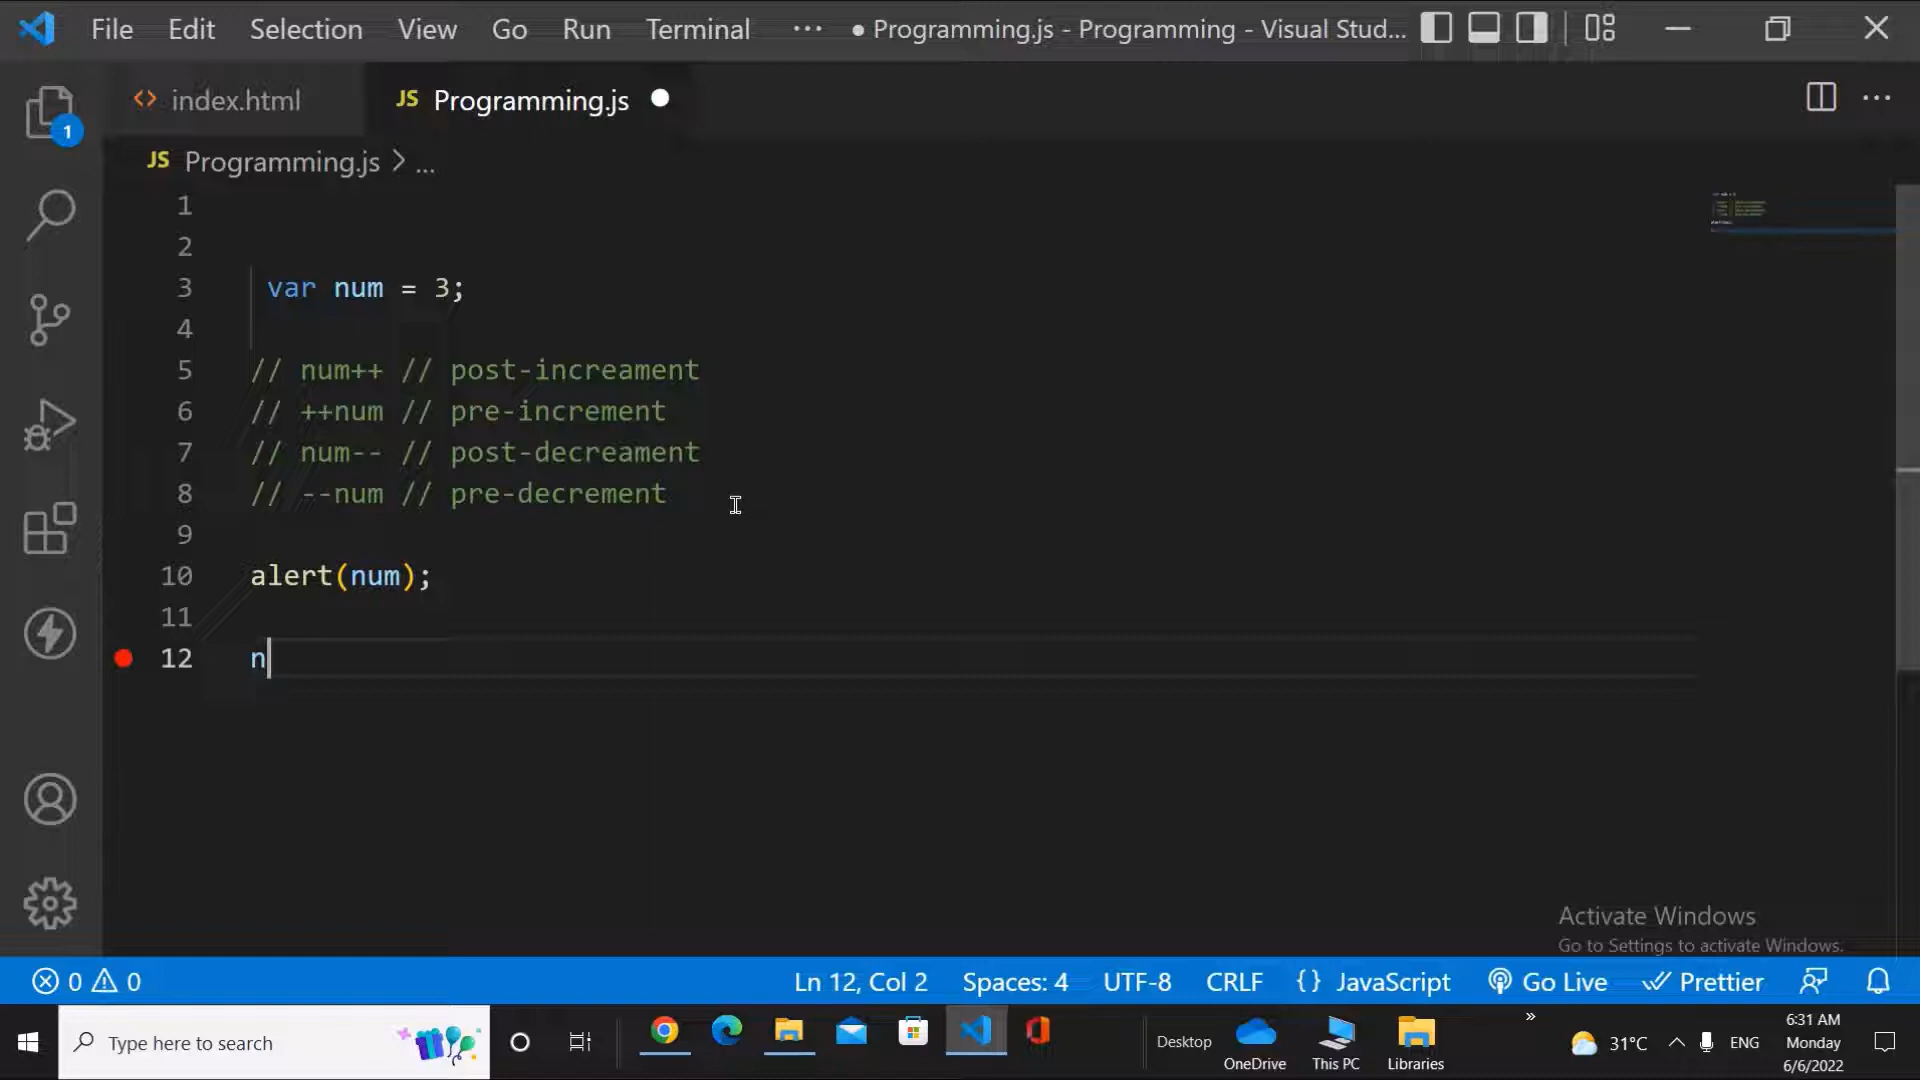 File Edit Selection View Go Run Terminal ··· ● Programming.js - Programming - Visual Stud...
<> index.html JS Programming.js ●
1
JS Programming.js > ...
1
2
3 var num = 3;
4
5 // num++ // post-increament
6 // ++num // pre-increment
7 // num-- // post-decreament
8 // --num // pre-decrement
9
10 alert(num);
11
12 n
Activate Windows
Go to Settings to activate Windows.
0 0 Ln 12, Col 2 Spaces: 4 UTF-8 CRLF {} JavaScript Go Live Prettier
Type here to search Desktop OneDrive This PC Libraries » 31°C ENG
6:31 AM
Monday
6/6/2022